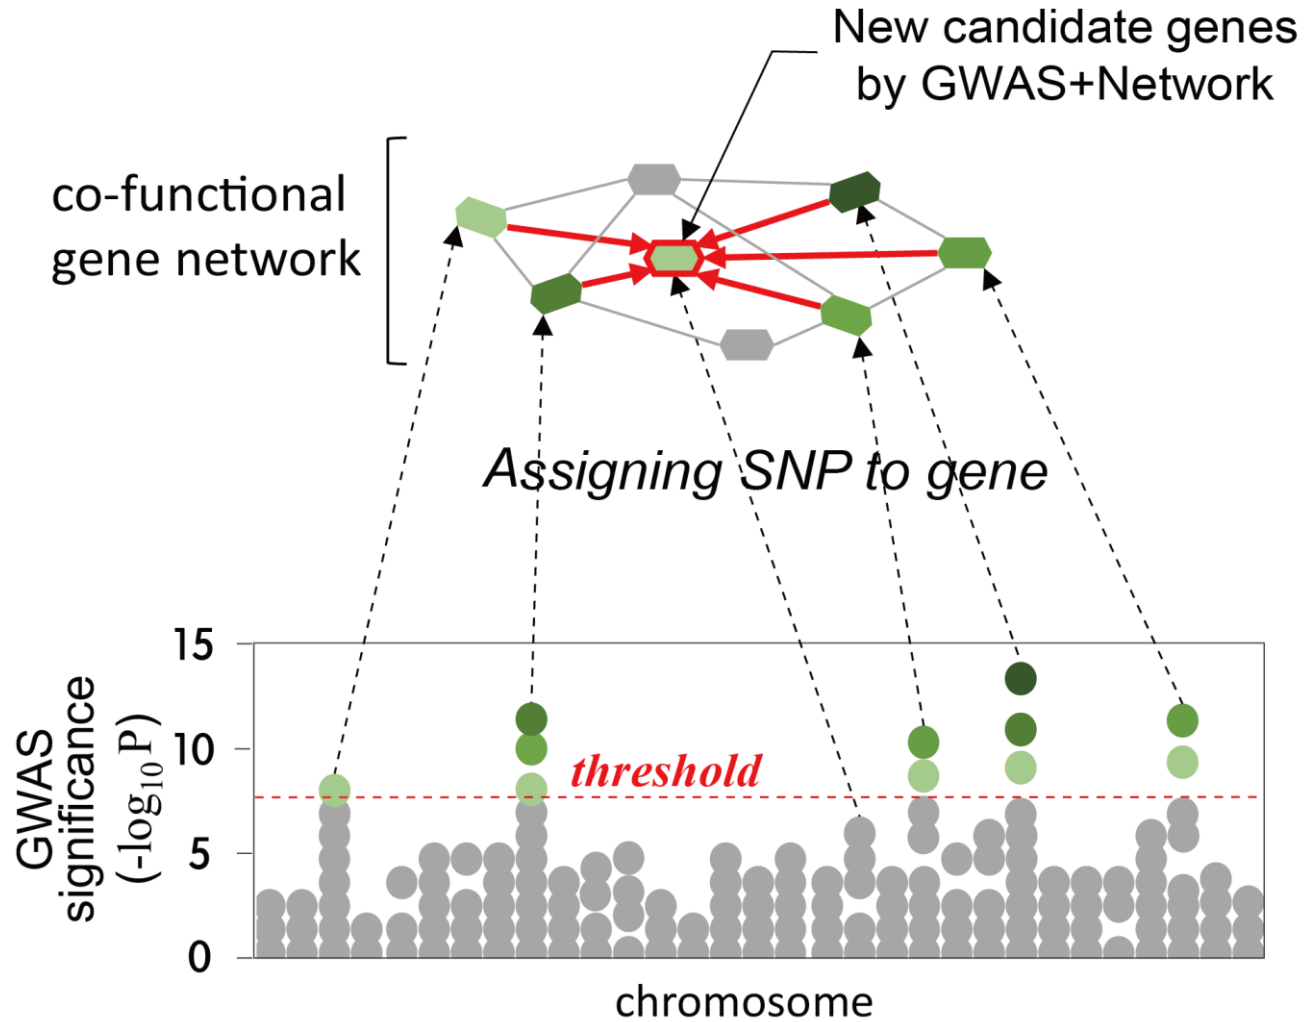 New candidate genes
by GWAS+Network
co-functional
gene network
Assigning SNP to gene
15
10
5
0
GWAS
significance
(-log10P)
threshold
chromosome